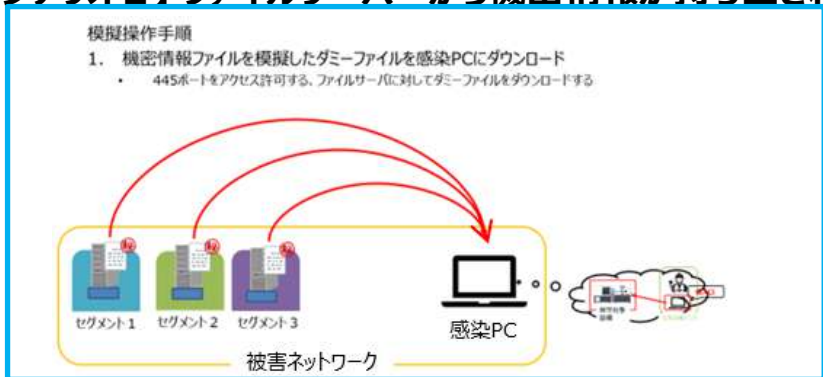 模擬操作手順
1. 機密情報ファイルを模擬したダミーファイルを感染PCにダウンロード
• 445ポートをアクセス許可する、ファイルサーバに対してダミーファイルをダウンロードする
秘 秘 秘
セグメント1 セグメント2 セグメント3
感染PC
被害ネットワーク